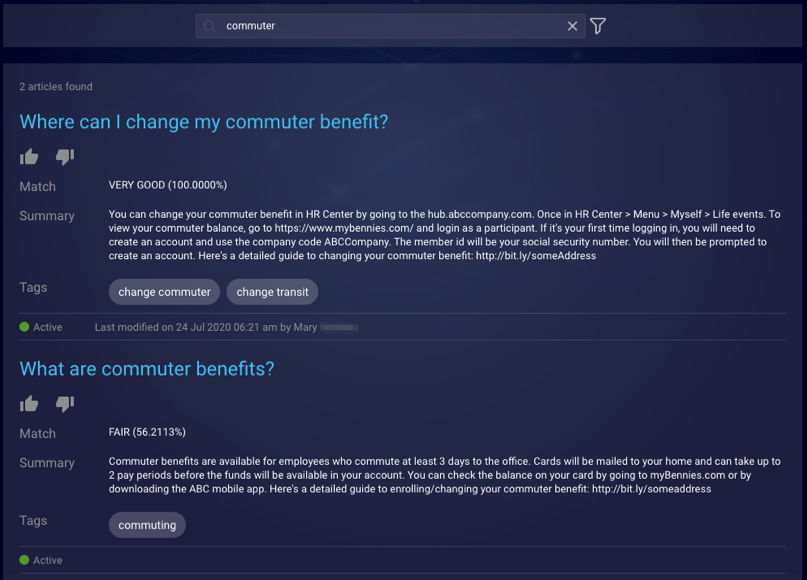 commuter
2 articles found
Where can I change my commuter benefit?
Match
VERY GOOD (100.0000%)
Summary
You can change your commuter benefit in HR Center by going to the hub.abccompany.com. Once in HR Center > Menu > Myself > Life events. To
view your commuter balance, go to https://www.mybennies.com/ and login as a participant. If it's your first time logging in, you will need to
create an account and use the company code ABCCompany. The member id will be your social security number. You will then be prompted to
create an account. Here's a detailed guide to changing your commuter benefit: http://bit.ly/someAddress
Tags
change commuter change transit
Active Last modified on 24 Jul 2020 06:21 am by Mary
What are commuter benefits?
Match
FAIR (56.2113%)
Summary
Commuter benefits are available for employees who commute at least 3 days to the office. Cards will be mailed to your home and can take up to
2 pay periods before the funds will be available in your account. You can check the balance on your card by going to myBennies.com or by
downloading the ABC mobile app. Here's a detailed guide to enrolling/changing your commuter benefit: http://bit.ly/someaddress
Tags
commuting
Active